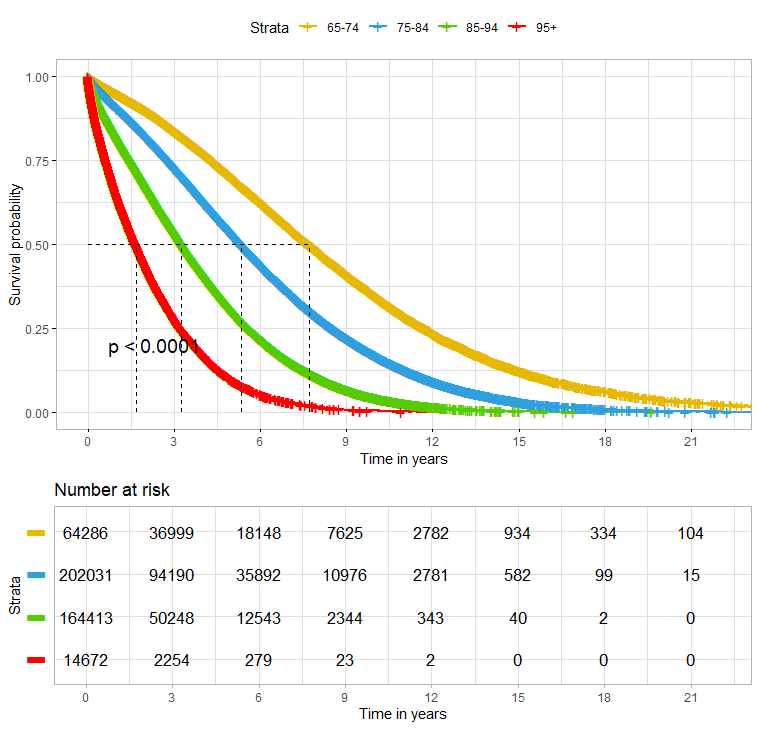 Strata 65-74 75-84 85-94 95+
Survival probability
1.00
0.75
0.50
0.25
0.00
p < 0.0001
0 3 6 9 12 15 18 21
Time in years
Number at risk
Strata
64286 36999 18148 7625 2782 934 334 104
202031 94190 35892 10976 2781 582 99 15
164413 50248 12543 2344 343 40 2 0
14672 2254 279 23 2 0 0 0
0 3 6 9 12 15 18 21
Time in years